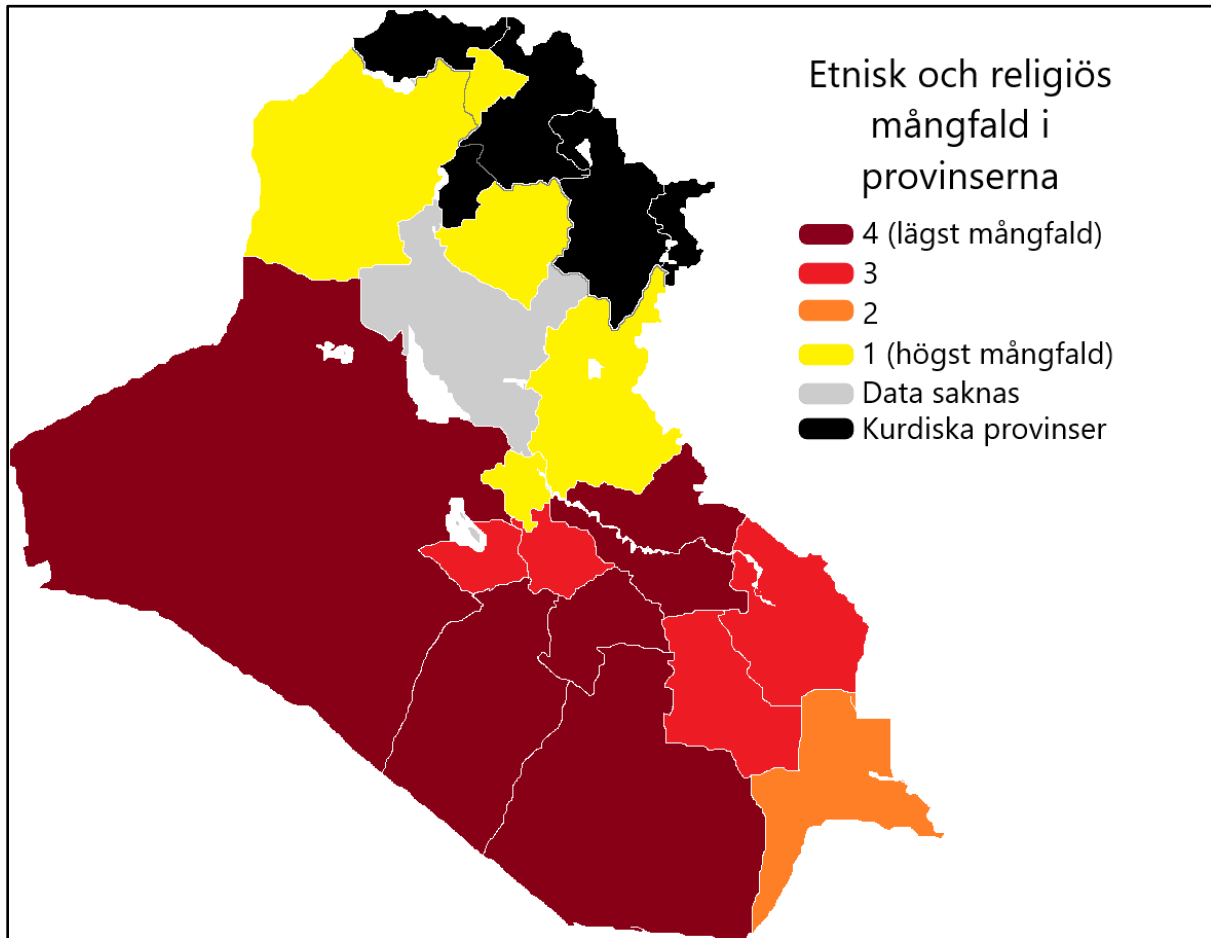 Etnisk och religiös
mångfald i
provinserna
4 (lägst mångfald)
3
2
1 (högst mångfald)
Data saknas
Kurdiska provinser